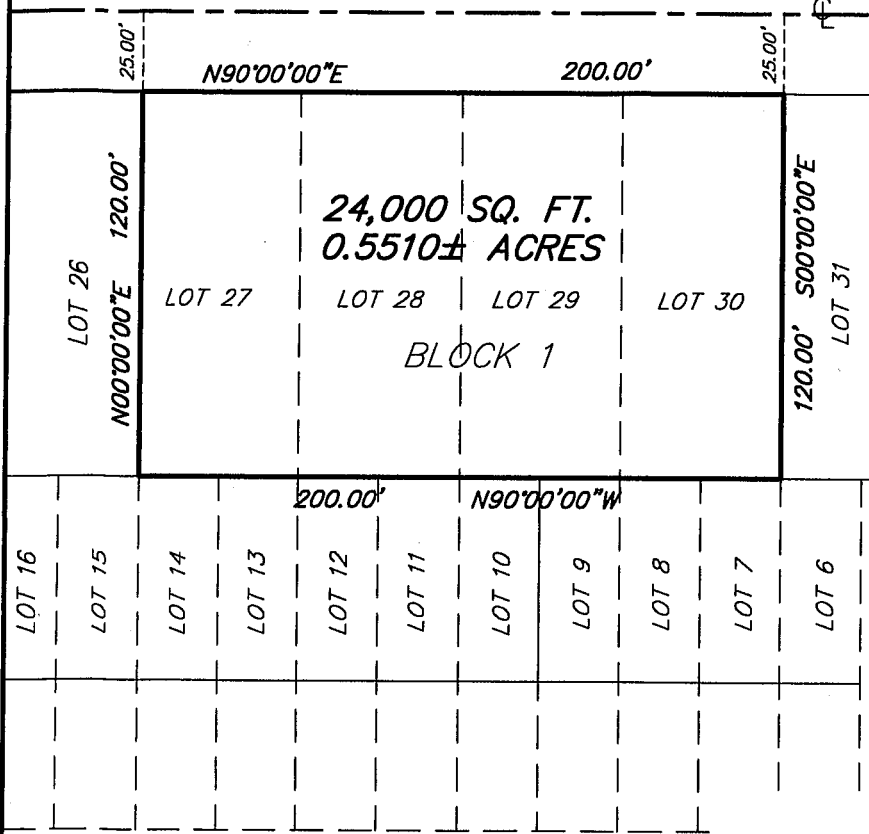 25.00'
25.00'
N90°00'00"E 200.00'
LOT 26
N00°00'00"E 120.00'
24,000 SQ. FT.
0.5510± ACRES
LOT 27 LOT 28 LOT 29 LOT 30
BLOCK 1
120.00' S00°00'00"E
LOT 31
200.00' N90°00'00"W
LOT 16
LOT 15
LOT 14
LOT 13
LOT 12
LOT 11
LOT 10
LOT 9
LOT 8
LOT 7
LOT 6